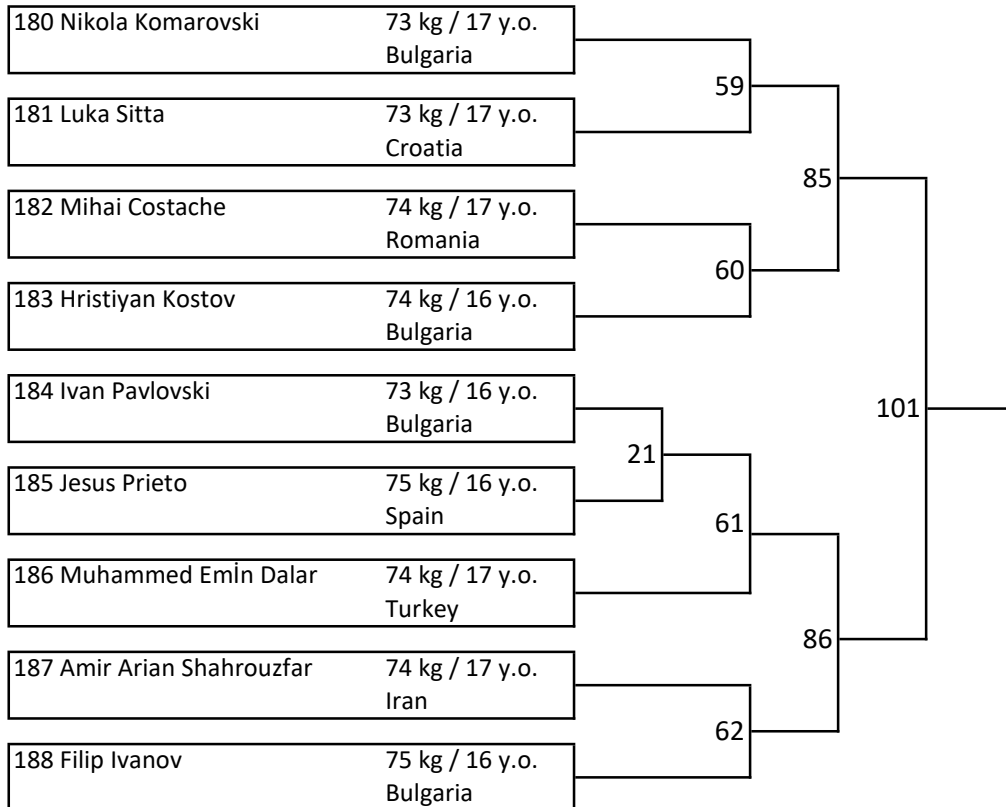 180 Nikola Komarovski 73 kg / 17 y.o.
Bulgaria
59
181 Luka Sitta 73 kg / 17 y.o.
Croatia
85
182 Mihai Costache 74 kg / 17 y.o.
Romania
60
183 Hristiyan Kostov 74 kg / 16 y.o.
Bulgaria
184 Ivan Pavlovski 73 kg / 16 y.o.
Bulgaria
101
21
185 Jesus Prieto 75 kg / 16 y.o.
Spain
61
186 Muhammed Emİn Dalar 74 kg / 17 y.o.
Turkey
86
187 Amir Arian Shahrouzfar 74 kg / 17 y.o.
Iran
62
188 Filip Ivanov 75 kg / 16 y.o.
Bulgaria